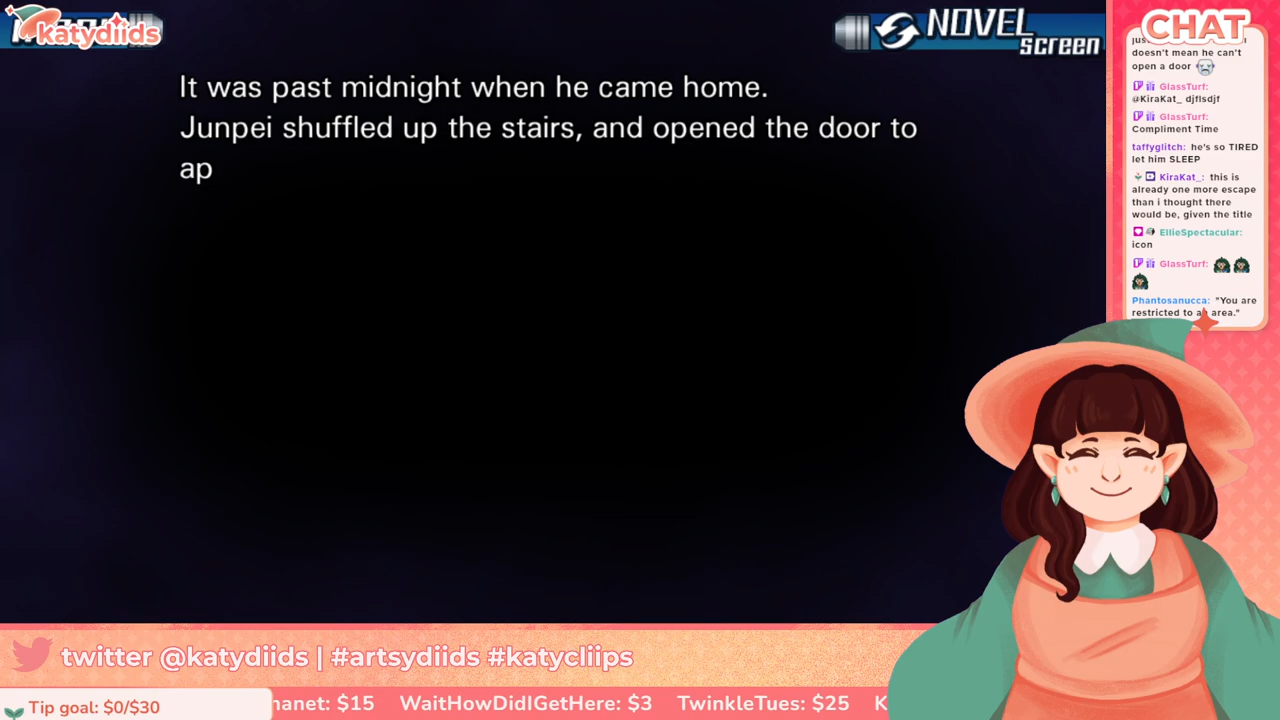 katydiids
NOVEL
screen
It was past midnight when he came home.
Junpei shuffled up the stairs, and opened the door to
ap
CHAT
doesn't mean he can't
open a door
GlassTurf:
@KiraKat_ djflsdjf
GlassTurf:
Compliment Time
taffyglitch: he's so TIRED
let him SLEEP
KiraKat_: this is
already one more escape
than i thought there
would be, given the title
EllieSpectacular:
icon
GlassTurf:
Phantosanucca: "You are
restricted to an area."
twitter @katydiids | #artsydiids #katycliips
Tip goal: $0/$30
hanet: $15 WaitHowDidIGetHere: $3 TwinkleTues: $25 K